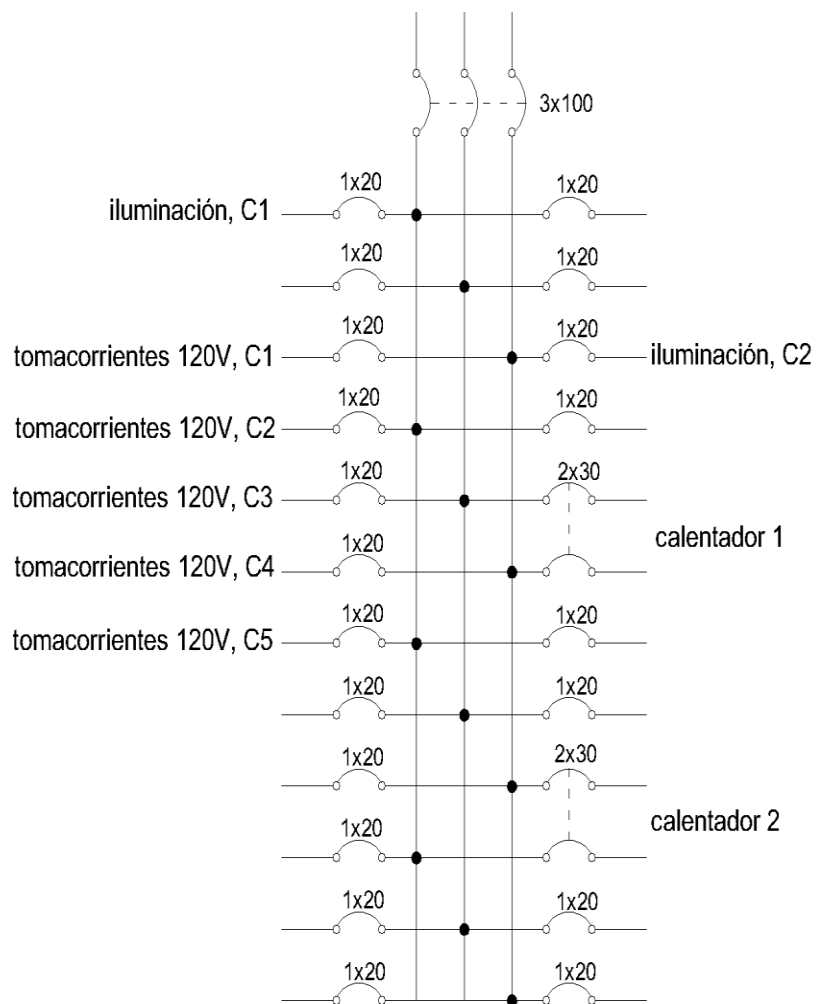 3x100
1x20 1x20
iluminación, C1
1x20 1x20
1x20 1x20
tomacorrientes 120V, C1 iluminación, C2
1x20 1x20
tomacorrientes 120V, C2
1x20 2x30
tomacorrientes 120V, C3
calentador 1
1x20
tomacorrientes 120V, C4
1x20 1x20
tomacorrientes 120V, C5
1x20 1x20
1x20 2x30
calentador 2
1x20
1x20 1x20
1x20 1x20